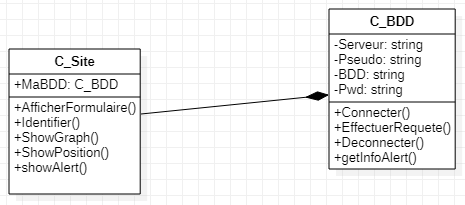 C_Site
+MaBDD: C_BDD
+AfficherFormulaire()
+Identifier()
+ShowGraph()
+ShowPosition()
+showAlert()
C_BDD
-Serveur: string
-Pseudo: string
-BDD: string
-Pwd: string
+Connecter()
+EffectuerRequete()
+Deconnecter()
+getInfoAlert()